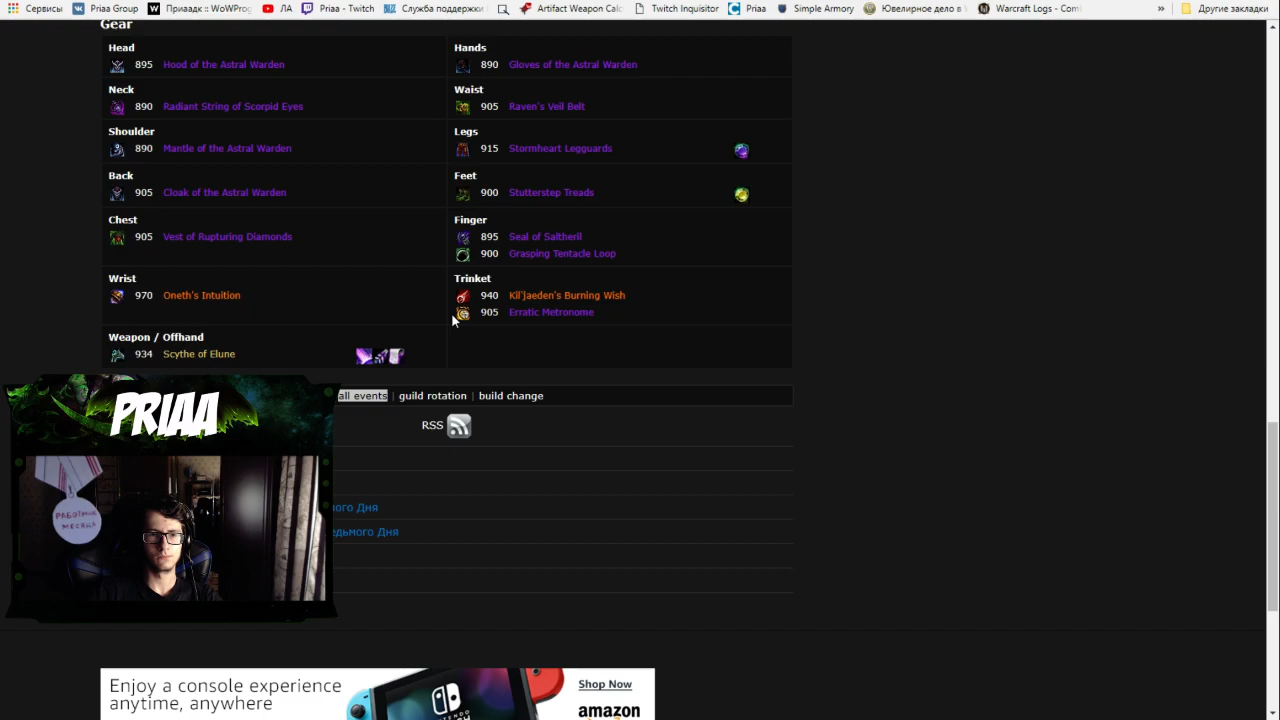 Сервисы
Priaa Group
Приаадк :: WoWProg
ЛА
Priaa - Twitch
Служба поддержки
Artifact Weapon Calc
Twitch Inquisitor
Priaa
Simple Armory
Ювелирное дело в
Warcraft Logs - Com
»
Другие закладки
Gear
Head
895 Hood of the Astral Warden
Hands
890 Gloves of the Astral Warden
Neck
890 Radiant String of Scorpid Eyes
Waist
905 Raven's Veil Belt
Shoulder
890 Mantle of the Astral Warden
Legs
915 Stormheart Legguards
Back
905 Cloak of the Astral Warden
Feet
900 Stutterstep Treads
Chest
905 Vest of Rupturing Diamonds
Finger
895 Seal of Saltheril
900 Grasping Tentacle Loop
Wrist
970 Oneth's Intuition
Trinket
940 Kil'jaeden's Burning Wish
905 Erratic Metronome
Weapon / Offhand
934 Scythe of Elune
all events | guild rotation | build change
RSS
ого Дня
едьмого Дня
PRIAA
РАБОТНИК
МЕСЯЦА
Enjoy a console experience
anytime, anywhere
Shop Now
amazon